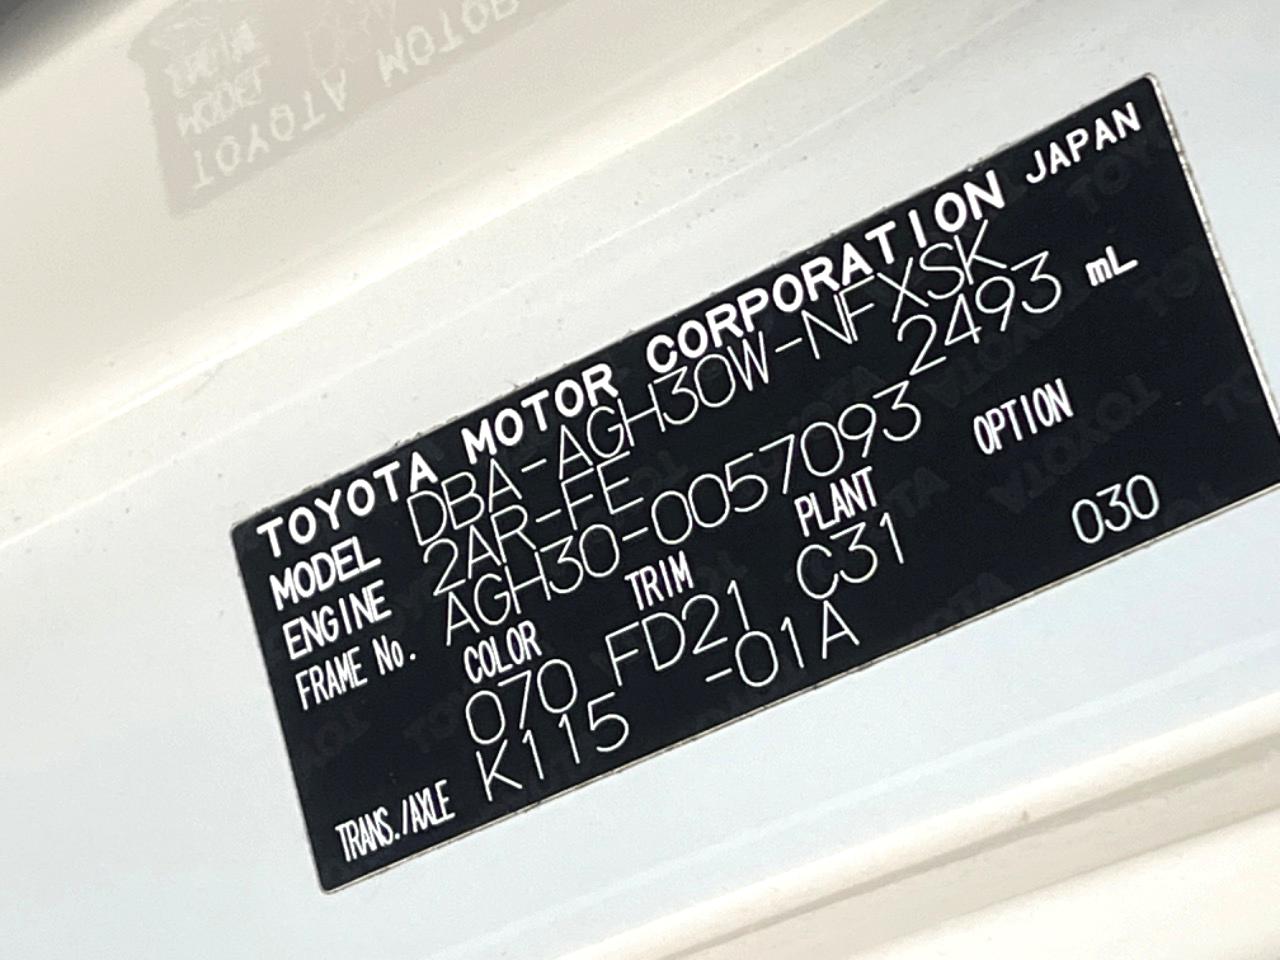 TOYOTA MOTOR CORPORATION JAPAN
MODEL DBA-AGH30W-NFXSK
ENGINE 2AR-FE 2493 mL
FRAME No. AGH30-0057093
COLOR TRIM PLANT OPTION
070 FD21 C31 030
TRANS./AXLE K115 -01A